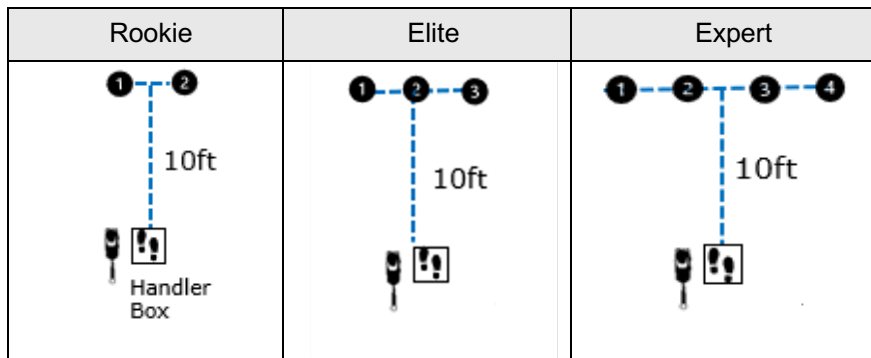 Rookie
Elite
Expert
1 2
1 2 3
1 2 3 4
10ft
10ft
10ft
Handler
Box